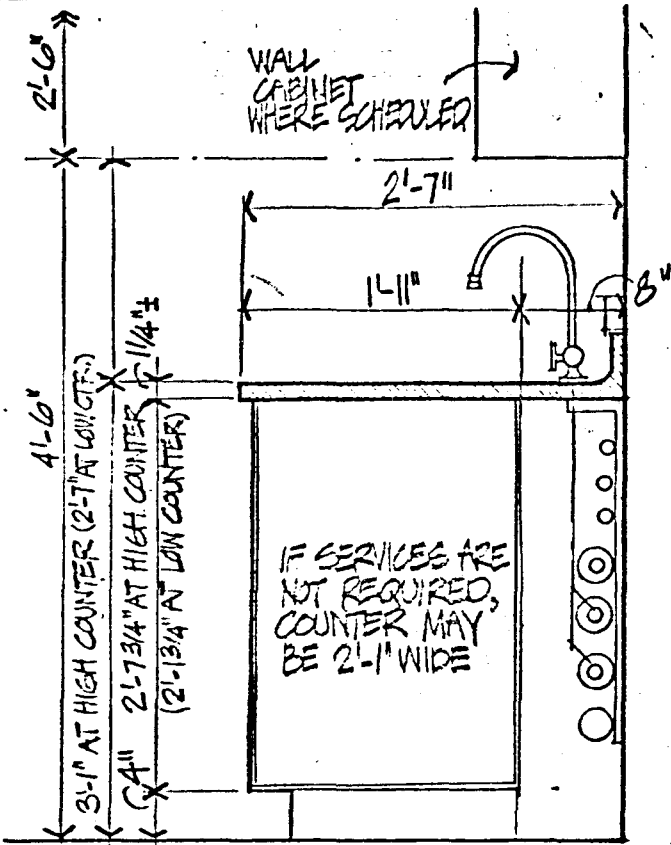 2'-6"
WALL
CABINET
WHERE SCHEDULED
2'-7"
1'-11"
8"
1 1/4" ±
4'-6"
3'-1" AT HIGH COUNTER (2'-7" AT LOW CTR.)
2'-7 3/4" AT HIGH COUNTER
(2'-1 3/4" AT LOW COUNTER)
4"
IF SERVICES ARE
NOT REQUIRED,
COUNTER MAY
BE 2'-1" WIDE